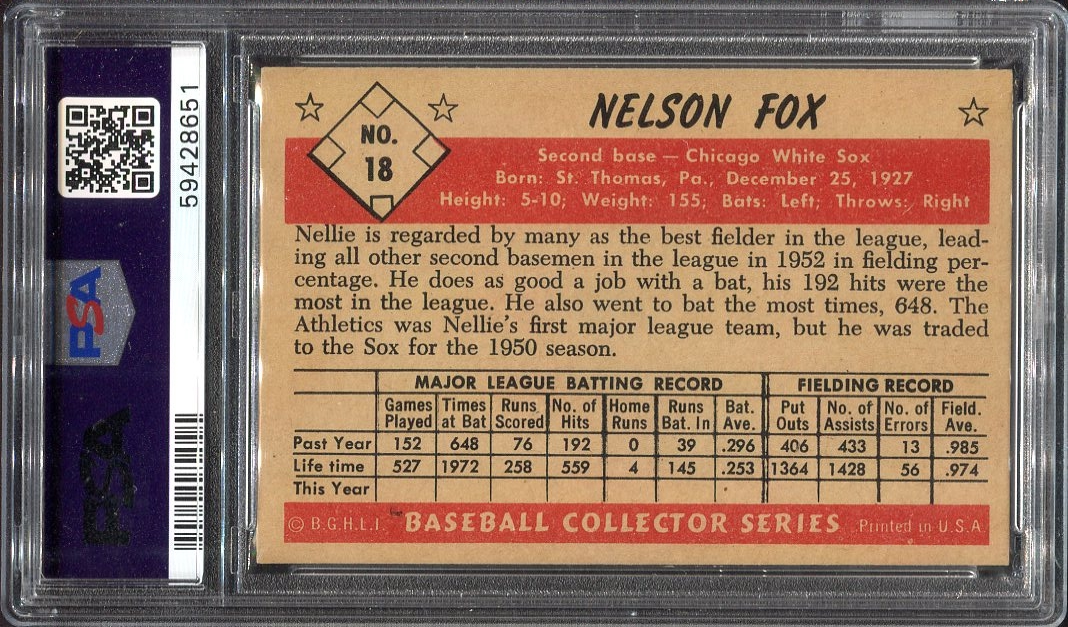 59428651
PSA
PSA
NO.
18
NELSON FOX
Second base — Chicago White Sox
Born: St. Thomas, Pa., December 25, 1927
Height: 5-10; Weight: 155; Bats: Left; Throws: Right
Nellie is regarded by many as the best fielder in the league, lead-
ing all other second basemen in the league in 1952 in fielding per-
centage. He does as good a job with a bat, his 192 hits were the
most in the league. He also went to bat the most times, 648. The
Athletics was Nellie's first major league team, but he was traded
to the Sox for the 1950 season.
MAJOR LEAGUE BATTING RECORD FIELDING RECORD
Games Times Runs No. of Home Runs Bat. Put No. of No. of Field.
Played at Bat Scored Hits Runs Bat. In Ave. Outs Assists Errors Ave.
Past Year 152 648 76 192 0 39 .296 406 433 13 .985
Life time 527 1972 258 559 4 145 .253 1364 1428 56 .974
This Year
© B.G.H.L.I. BASEBALL COLLECTOR SERIES Printed in U.S.A.